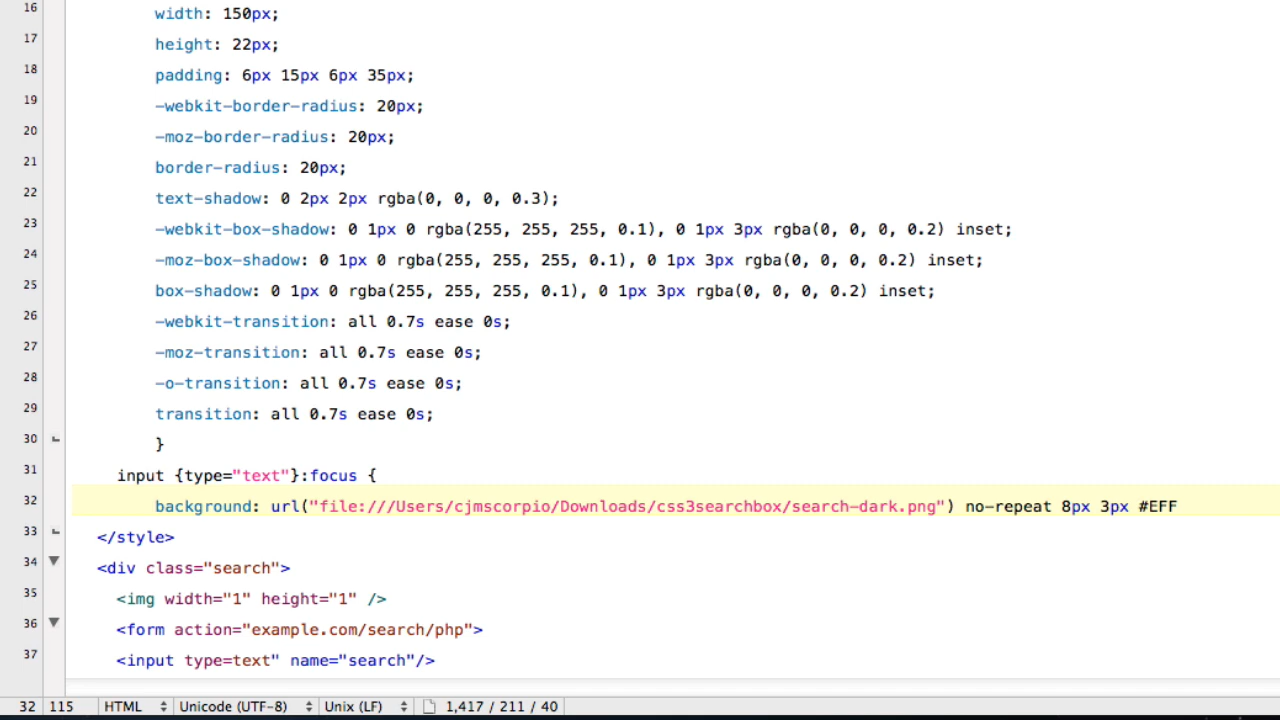 16 width: 150px;
17 height: 22px;
18 padding: 6px 15px 6px 35px;
19 -webkit-border-radius: 20px;
20 -moz-border-radius: 20px;
21 border-radius: 20px;
22 text-shadow: 0 2px 2px rgba(0, 0, 0, 0.3);
23 -webkit-box-shadow: 0 1px 0 rgba(255, 255, 255, 0.1), 0 1px 3px rgba(0, 0, 0, 0.2) inset;
24 -moz-box-shadow: 0 1px 0 rgba(255, 255, 255, 0.1), 0 1px 3px rgba(0, 0, 0, 0.2) inset;
25 box-shadow: 0 1px 0 rgba(255, 255, 255, 0.1), 0 1px 3px rgba(0, 0, 0, 0.2) inset;
26 -webkit-transition: all 0.7s ease 0s;
27 -moz-transition: all 0.7s ease 0s;
28 -o-transition: all 0.7s ease 0s;
29 transition: all 0.7s ease 0s;
30 }
31 input {type="text"}:focus {
32 background: url("file:///Users/cjmscorpio/Downloads/css3searchbox/search-dark.png") no-repeat 8px 3px #EFF
33 </style>
34 <div class="search">
35 <img width="1" height="1" />
36 <form action="example.com/search/php">
37 <input type=text" name="search"/>
32 115 HTML Unicode (UTF-8) Unix (LF) 1,417 / 211 / 40